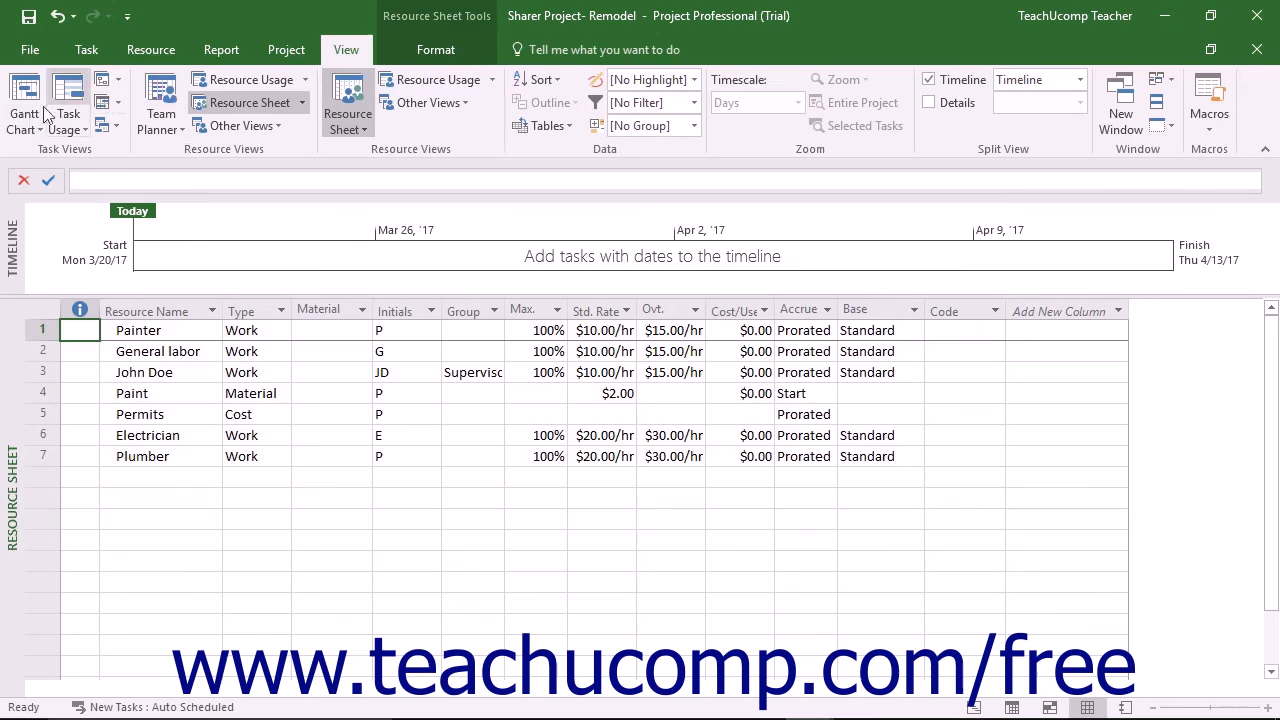 Resource Sheet Tools Sharer Project- Remodel - Project Professional (Trial) TeachUcomp Teacher
File Task Resource Report Project View Format Tell me what you want to do
Gantt Chart
Task Usage
Task Views
Team Planner
Resource Usage
Resource Sheet
Other Views
Resource Views
Resource Sheet
Resource Usage
Other Views
Resource Views
Sort
Outline
Tables
[No Highlight]
[No Filter]
[No Group]
Data
Timescale:
Days
Zoom
Entire Project
Selected Tasks
Zoom
Timeline Timeline
Details
Split View
New Window
Window
Macros
Macros
TIMELINE
Today
Mar 26, '17 Apr 2, '17 Apr 9, '17
Start
Mon 3/20/17
Add tasks with dates to the timeline
Finish
Thu 4/13/17
RESOURCE SHEET
Resource Name Type Material Initials Group Max. Std. Rate Ovt. Cost/Use Accrue Base Code Add New Column
1 Painter Work P 100% $10.00/hr $15.00/hr $0.00 Prorated Standard
2 General labor Work G 100% $10.00/hr $15.00/hr $0.00 Prorated Standard
3 John Doe Work JD Supervisc 100% $10.00/hr $15.00/hr $0.00 Prorated Standard
4 Paint Material P $2.00 $0.00 Start
5 Permits Cost P Prorated
6 Electrician Work E 100% $20.00/hr $30.00/hr $0.00 Prorated Standard
7 Plumber Work P 100% $20.00/hr $30.00/hr $0.00 Prorated Standard
www.teachucomp.com/free
Ready New Tasks : Auto Scheduled